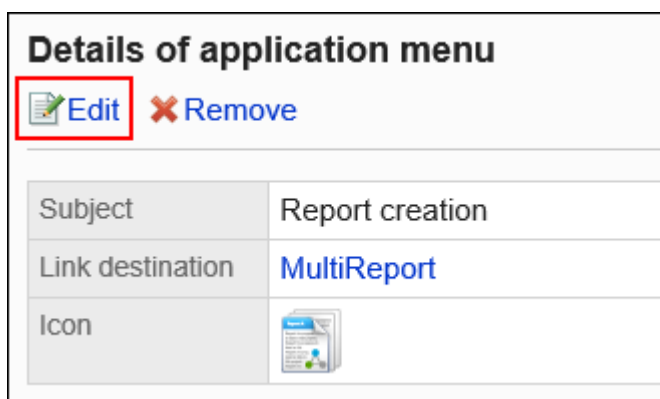 Details of application menu
Edit Remove
Subject Report creation
Link destination MultiReport
Icon